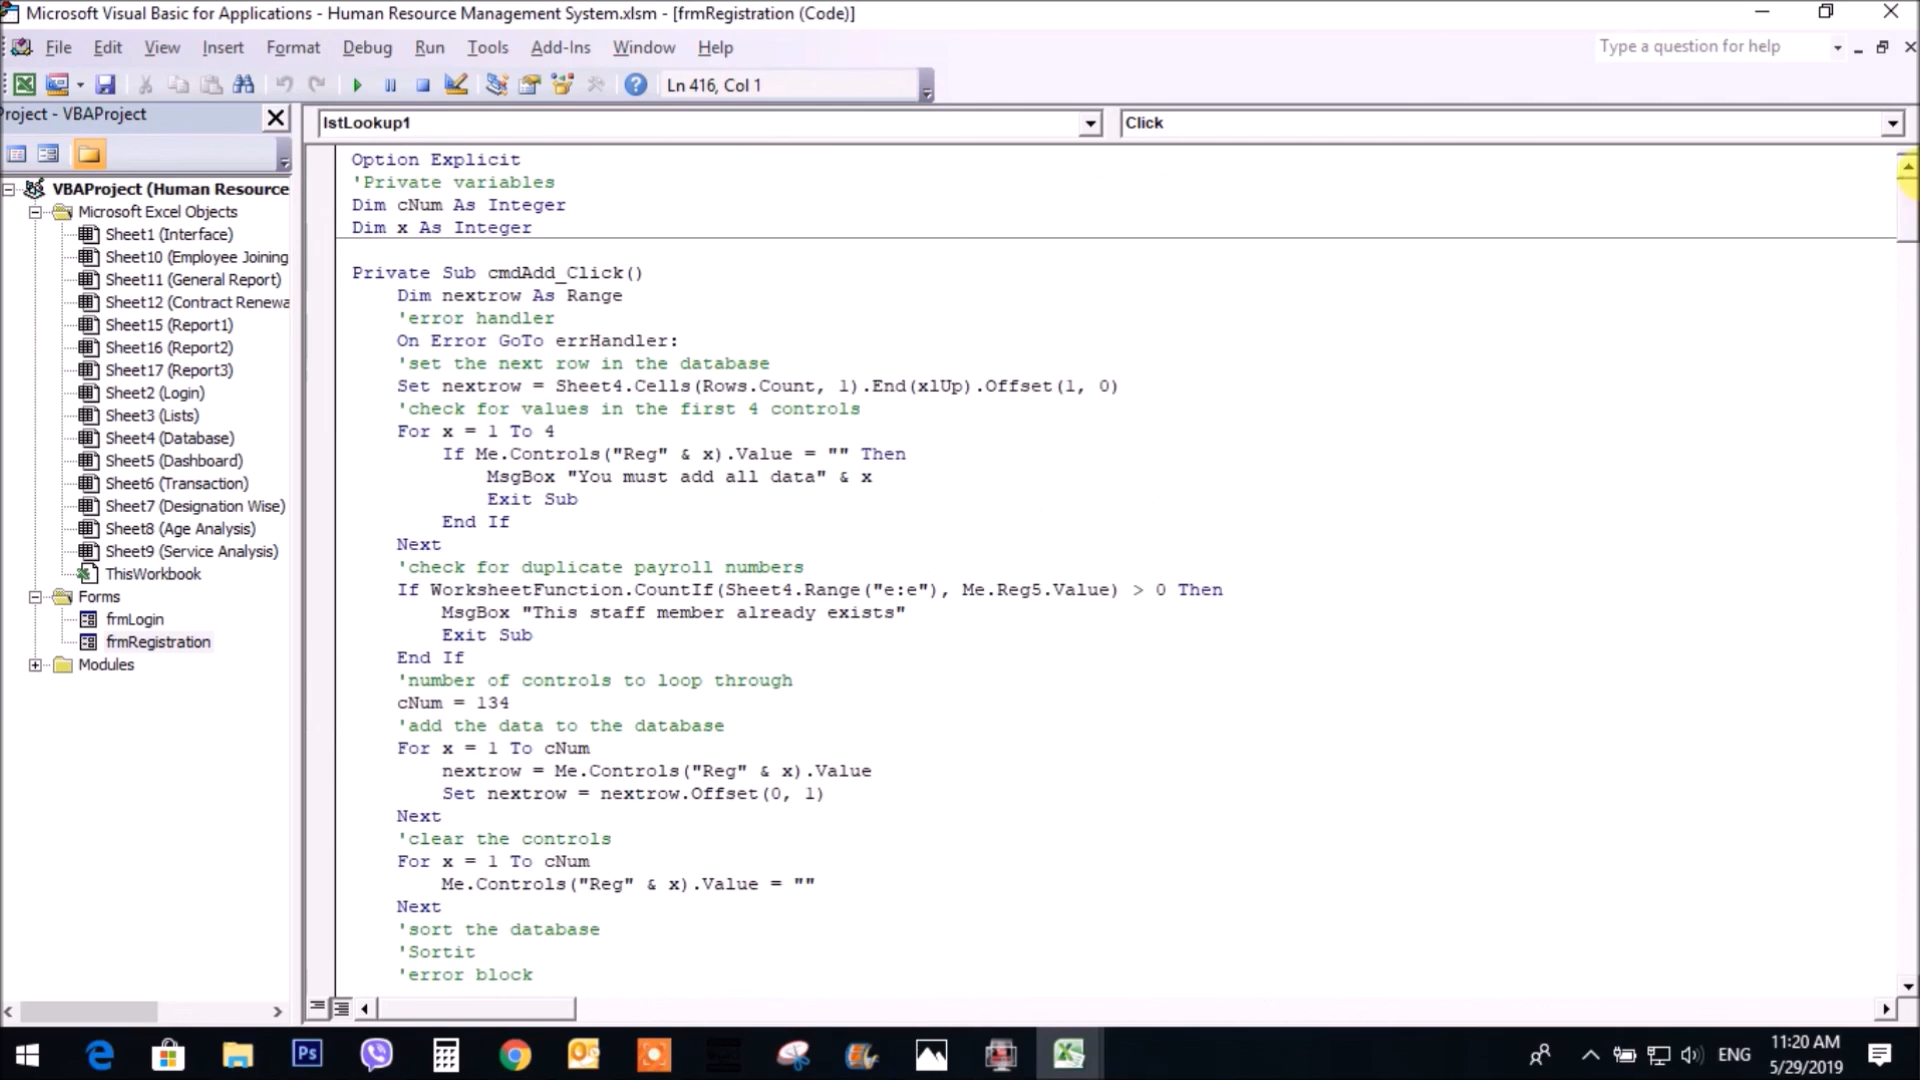 Microsoft Visual Basic for Applications - Human Resource Management System.xlsm - [frmRegistration (Code)]
File Edit View Insert Format Debug Run Tools Add-Ins Window Help
Type a question for help
Ln 416, Col 1
Project - VBAProject
lstLookup1
Click
VBAProject (Human Resource
Microsoft Excel Objects
Sheet1 (Interface)
Sheet10 (Employee Joining
Sheet11 (General Report)
Sheet12 (Contract Renewa
Sheet15 (Report1)
Sheet16 (Report2)
Sheet17 (Report3)
Sheet2 (Login)
Sheet3 (Lists)
Sheet4 (Database)
Sheet5 (Dashboard)
Sheet6 (Transaction)
Sheet7 (Designation Wise)
Sheet8 (Age Analysis)
Sheet9 (Service Analysis)
ThisWorkbook
Forms
frmLogin
frmRegistration
Modules
Option Explicit
'Private variables
Dim cNum As Integer
Dim x As Integer
Private Sub cmdAdd_Click()
Dim nextrow As Range
'error handler
On Error GoTo errHandler:
'set the next row in the database
Set nextrow = Sheet4.Cells(Rows.Count, 1).End(xlUp).Offset(1, 0)
'check for values in the first 4 controls
For x = 1 To 4
If Me.Controls("Reg" & x).Value = "" Then
MsgBox "You must add all data" & x
Exit Sub
End If
Next
'check for duplicate payroll numbers
If WorksheetFunction.CountIf(Sheet4.Range("e:e"), Me.Reg5.Value) > 0 Then
MsgBox "This staff member already exists"
Exit Sub
End If
'number of controls to loop through
cNum = 134
'add the data to the database
For x = 1 To cNum
nextrow = Me.Controls("Reg" & x).Value
Set nextrow = nextrow.Offset(0, 1)
Next
'clear the controls
For x = 1 To cNum
Me.Controls("Reg" & x).Value = ""
Next
'sort the database
'Sortit
'error block
Ps
ENG
11:20 AM
5/29/2019